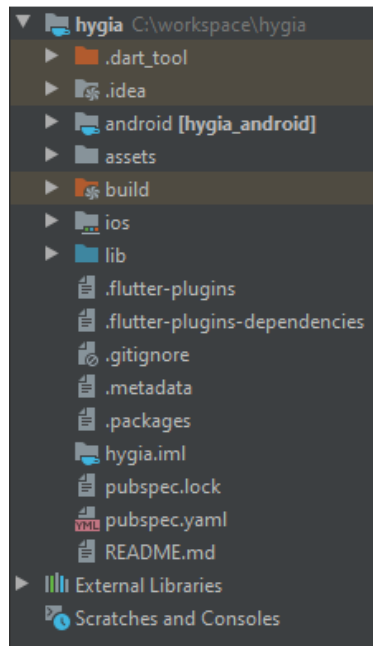 hygia C:\workspace\hygia
.dart_tool
.idea
android [hygia_android]
assets
build
ios
lib
.flutter-plugins
.flutter-plugins-dependencies
.gitignore
.metadata
.packages
hygia.iml
pubspec.lock
YML pubspec.yaml
README.md
External Libraries
Scratches and Consoles